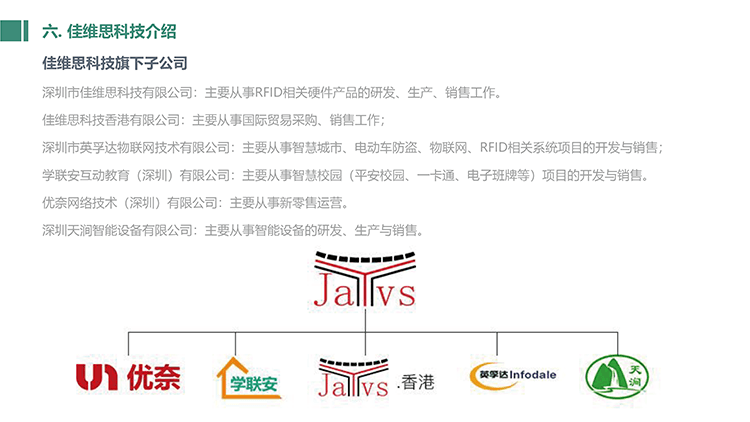 六. 佳维思科技介绍
佳维思科技旗下子公司
深圳市佳维思科技有限公司：主要从事RFID相关硬件产品的研发、生产、销售工作。
佳维思科技香港有限公司：主要从事国际贸易采购、销售工作；
深圳市英孚达物联网技术有限公司：主要从事智慧城市、电动车防盗、物联网、RFID相关系统项目的开发与销售；
学联安互动教育（深圳）有限公司：主要从事智慧校园（平安校园、一卡通、电子班牌等）项目的开发与销售。
优奈网络技术（深圳）有限公司：主要从事新零售运营。
深圳天涧智能设备有限公司：主要从事智能设备的研发、生产与销售。
JaYvs
优奈
学联安
JaYvs .香港
英孚达Infodale
天涧